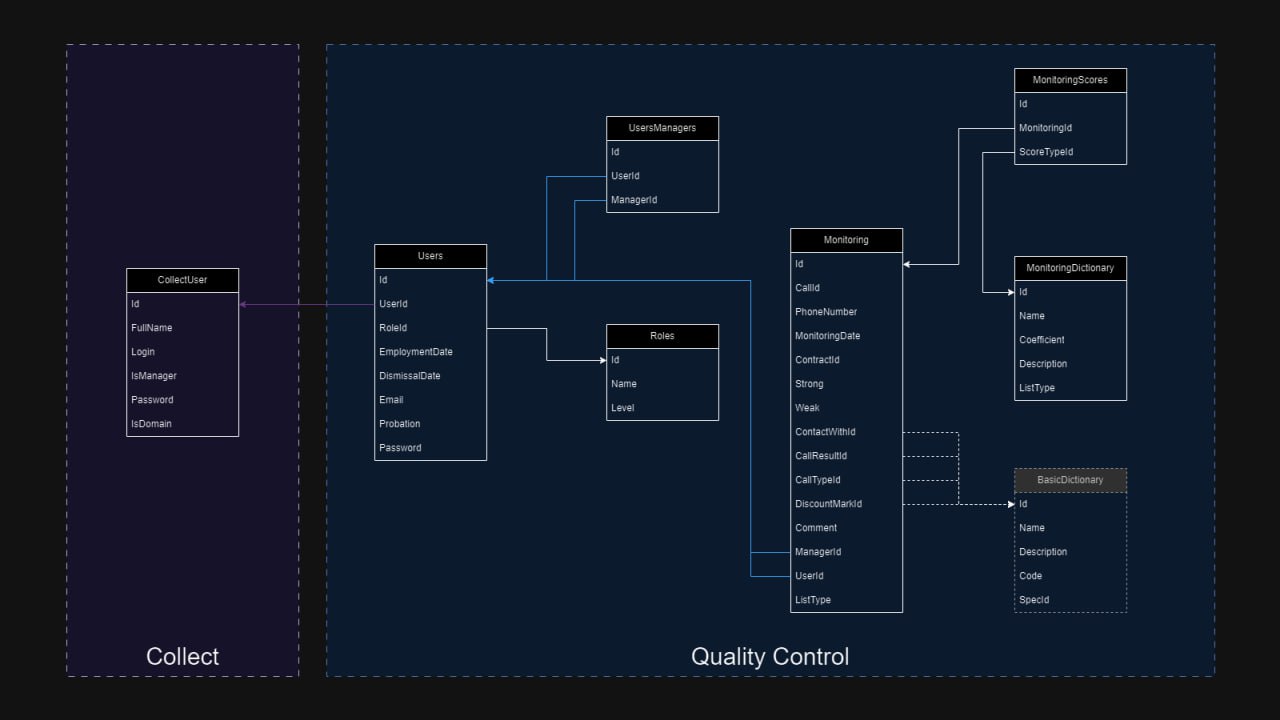 CollectUser
Id
FullName
Login
IsManager
Password
IsDomain
Collect
Users
Id
UserId
RoleId
EmploymentDate
DismissalDate
Email
Probation
Password
UsersManagers
Id
UserId
ManagerId
Roles
Id
Name
Level
Monitoring
Id
CallId
PhoneNumber
MonitoringDate
ContractId
Strong
Weak
ContactWithId
CallResultId
CallTypeId
DiscountMarkId
Comment
ManagerId
UserId
ListType
MonitoringScores
Id
MonitoringId
ScoreTypeId
MonitoringDictionary
Id
Name
Coefficient
Description
ListType
BasicDictionary
Id
Name
Description
Code
SpecId
Quality Control